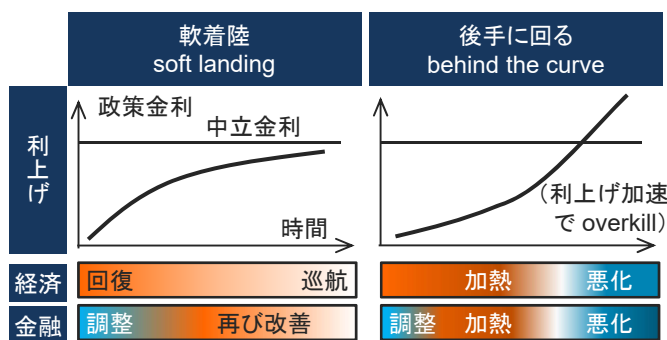 軟着陸
soft landing
後手に回る
behind the curve
利上げ
政策金利
中立金利
時間
(利上げ加速
で overkill)
経済
回復
巡航
加熱
悪化
金融
調整
再び改善
調整
加熱
悪化